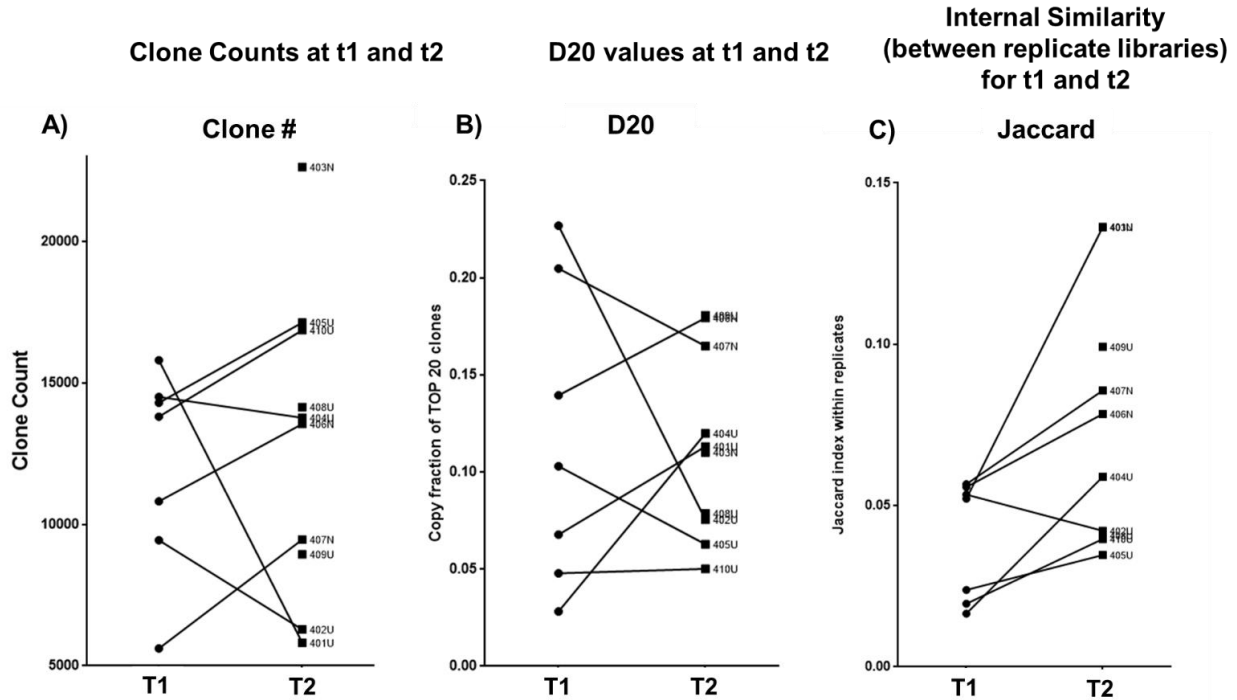 Clone Counts at t1 and t2
D20 values at t1 and t2
Internal Similarity
(between replicate libraries)
for t1 and t2
A)
Clone #
Clone Count
20000
15000
10000
5000
403N
405U
410U
408U
404U
406N
407N
409U
402U
401U
T1
T2
B)
D20
Copy fraction of TOP 20 clones
0.25
0.20
0.15
0.10
0.05
0.00
407N
404U
401U
403N
408U
402U
405U
410U
T1
T2
C)
Jaccard
Jaccard index within replicates
0.15
0.10
0.05
0.00
409U
407N
406N
404U
402U
405U
T1
T2